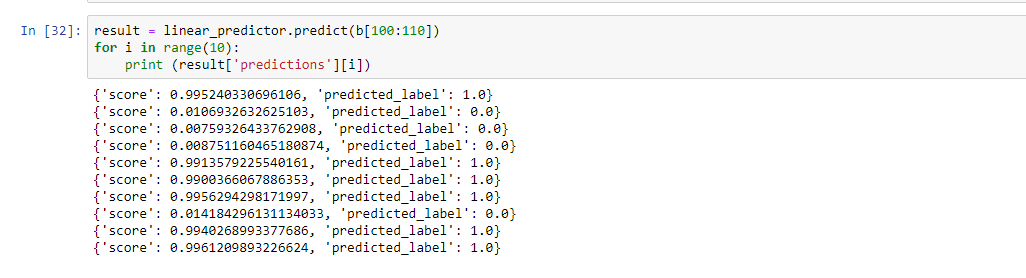 In [32]: result = linear_predictor.predict(b[100:110])
for i in range(10):
    print (result['predictions'][i])
{'score': 0.995240330696106, 'predicted_label': 1.0}
{'score': 0.0106932632625103, 'predicted_label': 0.0}
{'score': 0.00759326433762908, 'predicted_label': 0.0}
{'score': 0.008751160465180874, 'predicted_label': 0.0}
{'score': 0.9913579225540161, 'predicted_label': 1.0}
{'score': 0.9900366067886353, 'predicted_label': 1.0}
{'score': 0.9956294298171997, 'predicted_label': 1.0}
{'score': 0.014184296131134033, 'predicted_label': 0.0}
{'score': 0.9940268993377686, 'predicted_label': 1.0}
{'score': 0.9961209893226624, 'predicted_label': 1.0}